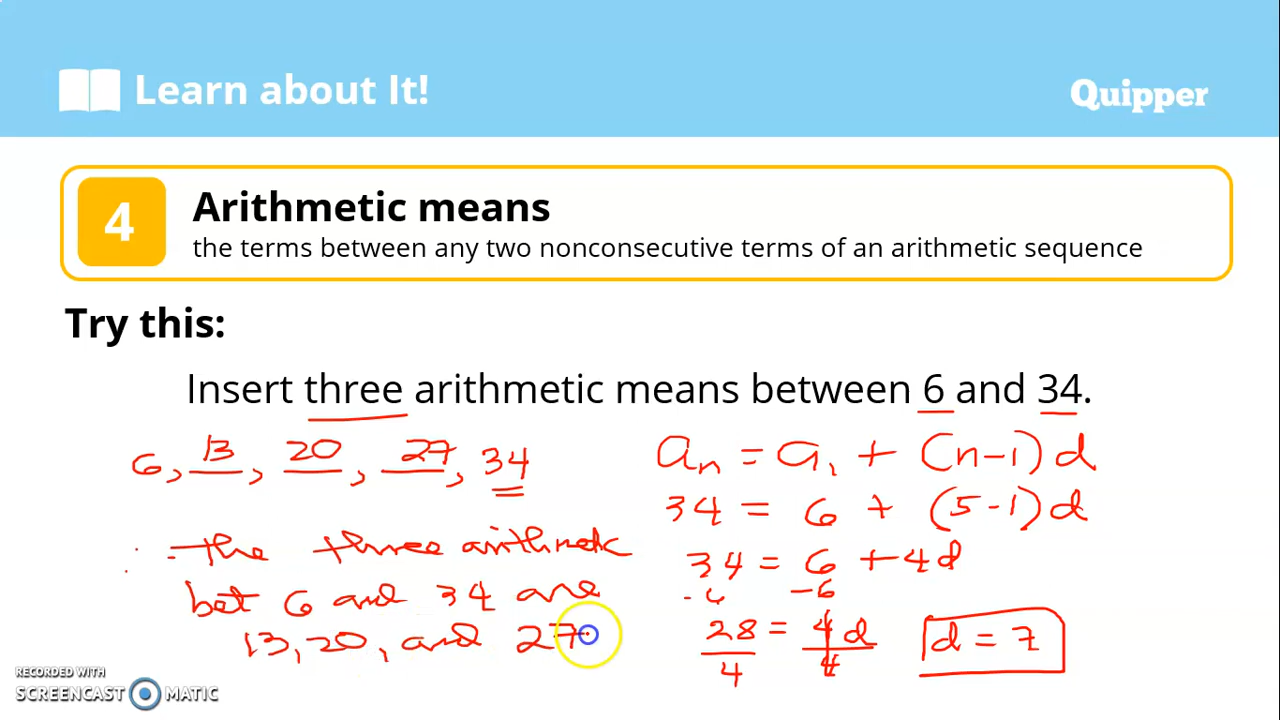 Learn about It!
Quipper
4
Arithmetic means
the terms between any two nonconsecutive terms of an arithmetic sequence
Try this:
Insert three arithmetic means between 6 and 34.
6, 13, 20, 27, 34
∴ the three arithmetic
bet 6 and 34 are
13, 20, and 27
aₙ = a₁ + (n-1)d
34 = 6 + (5-1)d
34 = 6 + 4d
-6 -6
28 = 4d
4 4
d = 7
RECORDED WITH
SCREENCAST MATIC